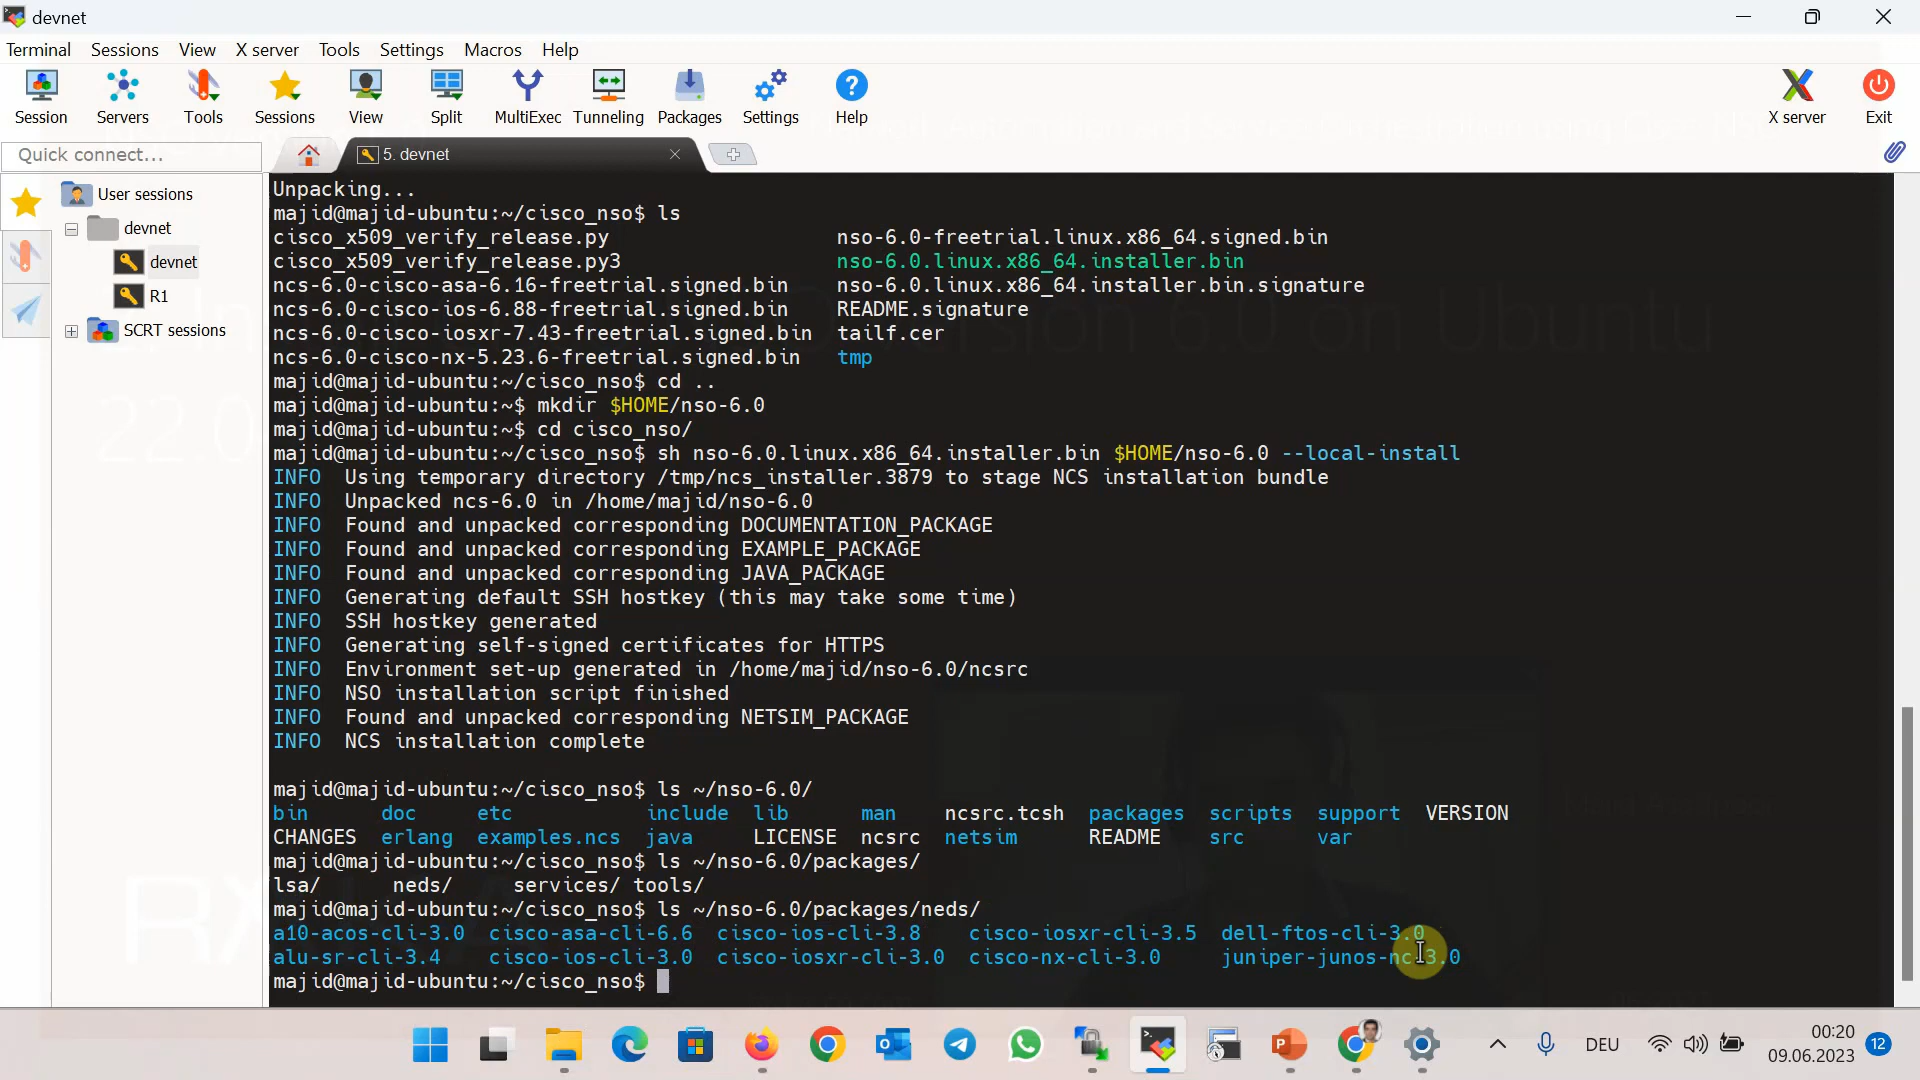 devnet
Terminal Sessions View X server Tools Settings Macros Help
Session Servers Tools Sessions View Split MultiExec Tunneling Packages Settings Help X server Exit
Quick connect... 5. devnet
User sessions
devnet
devnet
R1
SCRT sessions
Unpacking...
majid@majid-ubuntu:~/cisco_nso$ ls
cisco_x509_verify_release.py nso-6.0-freetrial.linux.x86_64.signed.bin
cisco_x509_verify_release.py3 nso-6.0.linux.x86_64.installer.bin
ncs-6.0-cisco-asa-6.16-freetrial.signed.bin nso-6.0.linux.x86_64.installer.bin.signature
ncs-6.0-cisco-ios-6.88-freetrial.signed.bin README.signature
ncs-6.0-cisco-iosxr-7.43-freetrial.signed.bin tailf.cer
ncs-6.0-cisco-nx-5.23.6-freetrial.signed.bin tmp
majid@majid-ubuntu:~/cisco_nso$ cd ..
majid@majid-ubuntu:~$ mkdir $HOME/nso-6.0
majid@majid-ubuntu:~$ cd cisco_nso/
majid@majid-ubuntu:~/cisco_nso$ sh nso-6.0.linux.x86_64.installer.bin $HOME/nso-6.0 --local-install
INFO Using temporary directory /tmp/ncs_installer.3879 to stage NCS installation bundle
INFO Unpacked ncs-6.0 in /home/majid/nso-6.0
INFO Found and unpacked corresponding DOCUMENTATION_PACKAGE
INFO Found and unpacked corresponding EXAMPLE_PACKAGE
INFO Found and unpacked corresponding JAVA_PACKAGE
INFO Generating default SSH hostkey (this may take some time)
INFO SSH hostkey generated
INFO Generating self-signed certificates for HTTPS
INFO Environment set-up generated in /home/majid/nso-6.0/ncsrc
INFO NSO installation script finished
INFO Found and unpacked corresponding NETSIM_PACKAGE
INFO NCS installation complete
majid@majid-ubuntu:~/cisco_nso$ ls ~/nso-6.0/
bin doc etc include lib man ncsrc.tcsh packages scripts support VERSION
CHANGES erlang examples.ncs java LICENSE ncsrc netsim README src var
majid@majid-ubuntu:~/cisco_nso$ ls ~/nso-6.0/packages/
lsa/ neds/ services/ tools/
majid@majid-ubuntu:~/cisco_nso$ ls ~/nso-6.0/packages/neds/
a10-acos-cli-3.0 cisco-asa-cli-6.6 cisco-ios-cli-3.8 cisco-iosxr-cli-3.5 dell-ftos-cli-3.0
alu-sr-cli-3.4 cisco-ios-cli-3.0 cisco-iosxr-cli-3.0 cisco-nx-cli-3.0 juniper-junos-nc-3.0
majid@majid-ubuntu:~/cisco_nso$
DEU 00:20 12
09.06.2023